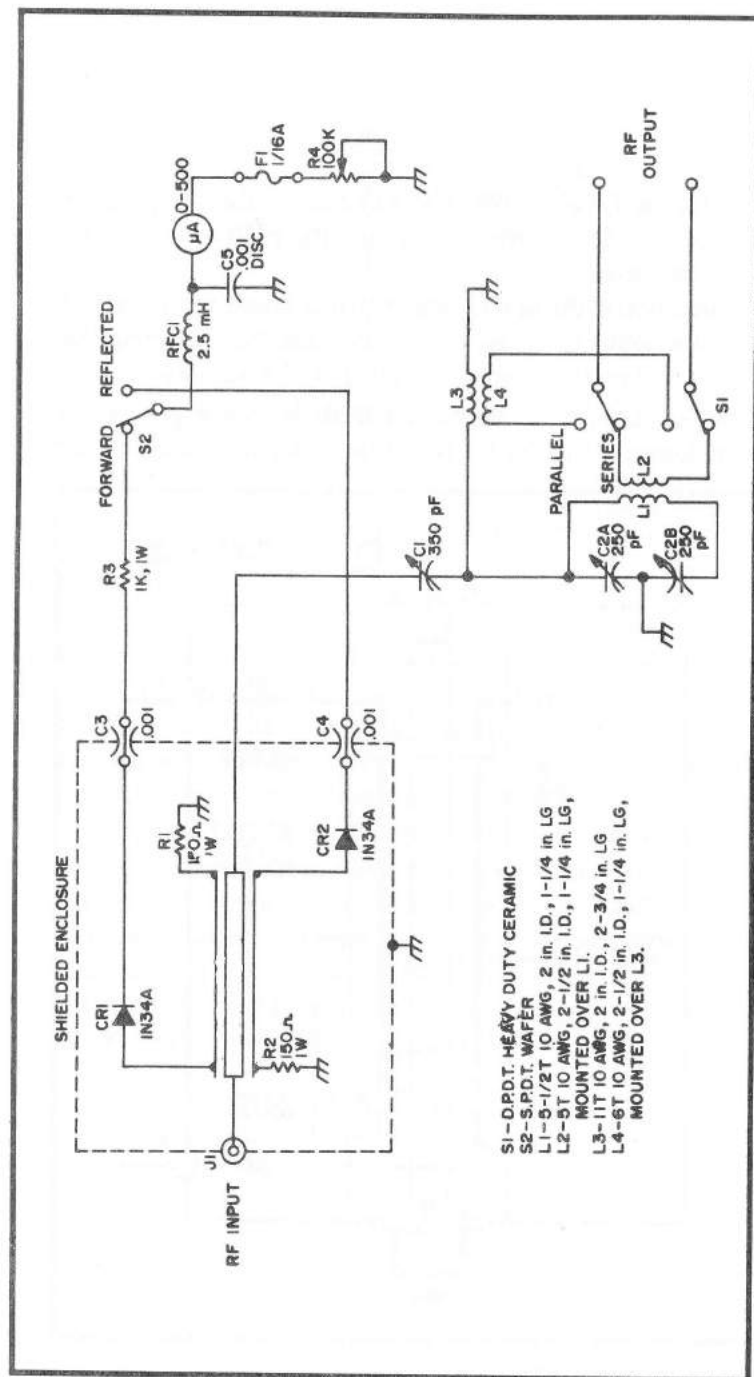 SHIELDED ENCLOSURE
CR1
1N34A
R1
150Ω
1W
R2
150Ω
1W
CR2
1N34A
J1
RF INPUT
C3
.001
C4
.001
R3
1K, 1W
FORWARD
REFLECTED
S2
RFC1
2.5 mH
C5
.001
DISC
0-500
µA
F1
1/16A
R4
100K
C1
350 pF
L3
L4
PARALLEL
SERIES
L1
L2
C2A
250
pF
C2B
250
pF
S1
RF
OUTPUT
S1-D.P.D.T. HEAVY DUTY CERAMIC
S2-S.P.D.T. WAFER
L1-5-1/2T 10 AWG, 2 in. I.D., 1-1/4 in. LG
L2-5T 10 AWG, 2-1/2 in. I.D., 1-1/4 in. LG,
MOUNTED OVER L1.
L3-11T 10 AWG, 2 in. I.D., 2-3/4 in. LG
L4-6T 10 AWG, 2-1/2 in. I.D., 1-1/4 in. LG,
MOUNTED OVER L3.